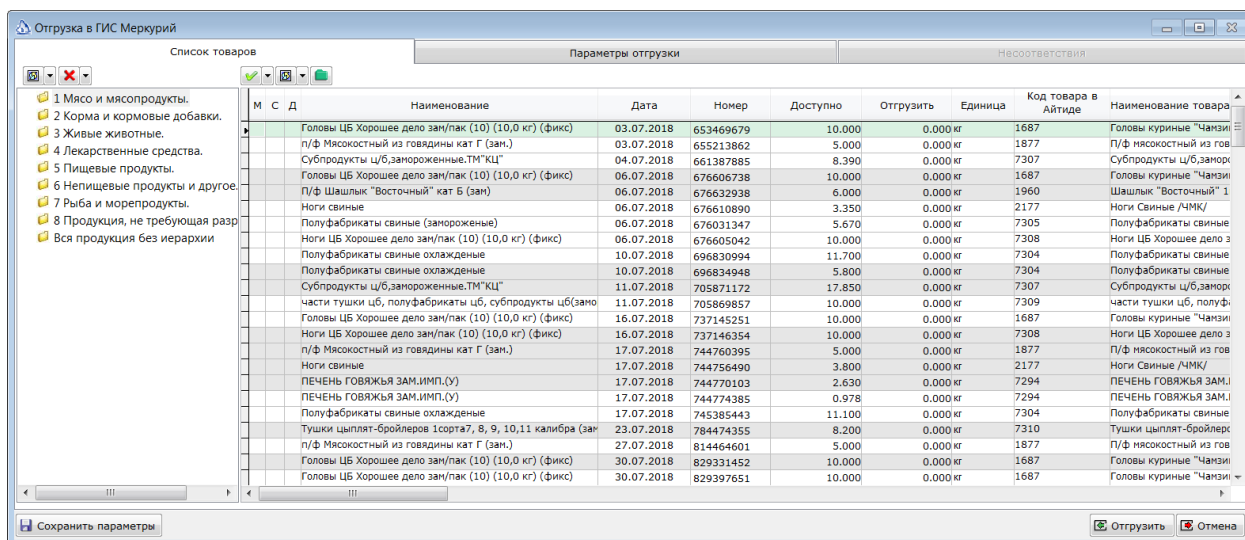 Отгрузка в ГИС Меркурий
Список товаров Параметры отгрузки Несоответствия
1 Мясо и мясопродукты.
2 Корма и кормовые добавки.
3 Живые животные.
4 Лекарственные средства.
5 Пищевые продукты.
6 Непищевые продукты и другое.
7 Рыба и морепродукты.
8 Продукция, не требующая разр
Вся продукция без иерархии
М С Д Наименование Дата Номер Доступно Отгрузить Единица Код товара в Айтиде Наименование товара
Головы ЦБ Хорошее дело зам/пак (10) (10,0 кг) (фикс) 03.07.2018 653469679 10.000 0.000 кг 1687 Головы куриные "Чамзин
п/ф Мясокостный из говядины кат Г (зам.) 03.07.2018 655213862 5.000 0.000 кг 1877 П/ф мясокостный из гов
Субпродукты ц/б,замороженные.ТМ"КЦ" 04.07.2018 661387885 8.390 0.000 кг 7307 Субпродукты ц/б,заморо
Головы ЦБ Хорошее дело зам/пак (10) (10,0 кг) (фикс) 06.07.2018 676606738 10.000 0.000 кг 1687 Головы куриные "Чамзин
П/ф Шашлык "Восточный" кат Б (зам) 06.07.2018 676632938 6.000 0.000 кг 1960 Шашлык "Восточный" 1
Ноги свиные 06.07.2018 676610890 3.350 0.000 кг 2177 Ноги Свиные /ЧМК/
Полуфабрикаты свиные (замороженые) 06.07.2018 676031347 5.670 0.000 кг 7305 Полуфабрикаты свиные
Ноги ЦБ Хорошее дело зам/пак (10) (10,0 кг) (фикс) 06.07.2018 676605042 10.000 0.000 кг 7308 Ноги ЦБ Хорошее дело з
Полуфабрикаты свиные охлажденые 10.07.2018 696830994 11.700 0.000 кг 7304 Полуфабрикаты свиные
Полуфабрикаты свиные охлажденые 10.07.2018 696834948 5.800 0.000 кг 7304 Полуфабрикаты свиные
Субпродукты ц/б,замороженные.ТМ"КЦ" 11.07.2018 705871172 17.850 0.000 кг 7307 Субпродукты ц/б,заморо
части тушки цб, полуфабрикаты цб, субпродукты цб(замо 11.07.2018 705869857 10.000 0.000 кг 7309 части тушки цб, полуфа
Головы ЦБ Хорошее дело зам/пак (10) (10,0 кг) (фикс) 16.07.2018 737145251 10.000 0.000 кг 1687 Головы куриные "Чамзин
Ноги ЦБ Хорошее дело зам/пак (10) (10,0 кг) (фикс) 16.07.2018 737146354 10.000 0.000 кг 7308 Ноги ЦБ Хорошее дело з
п/ф Мясокостный из говядины кат Г (зам.) 17.07.2018 744760395 5.000 0.000 кг 1877 П/ф мясокостный из гов
Ноги свиные 17.07.2018 744756490 3.800 0.000 кг 2177 Ноги Свиные /ЧМК/
ПЕЧЕНЬ ГОВЯЖЬЯ ЗАМ.ИМП.(У) 17.07.2018 744770103 2.630 0.000 кг 7294 ПЕЧЕНЬ ГОВЯЖЬЯ ЗАМ.
ПЕЧЕНЬ ГОВЯЖЬЯ ЗАМ.ИМП.(У) 17.07.2018 744774385 0.978 0.000 кг 7294 ПЕЧЕНЬ ГОВЯЖЬЯ ЗАМ.
Полуфабрикаты свиные охлажденые 17.07.2018 745385443 11.100 0.000 кг 7304 Полуфабрикаты свиные
Тушки цыплят-бройлеров 1сорта7, 8, 9, 10,11 калибра (зам 23.07.2018 784474355 8.200 0.000 кг 7310 Тушки цыплят-бройлеро
п/ф Мясокостный из говядины кат Г (зам.) 27.07.2018 814464601 5.000 0.000 кг 1877 П/ф мясокостный из гов
Головы ЦБ Хорошее дело зам/пак (10) (10,0 кг) (фикс) 30.07.2018 829331452 10.000 0.000 кг 1687 Головы куриные "Чамзин
Головы ЦБ Хорошее дело зам/пак (10) (10,0 кг) (фикс) 30.07.2018 829397651 10.000 0.000 кг 1687 Головы куриные "Чамзин
Сохранить параметры Отгрузить Отмена